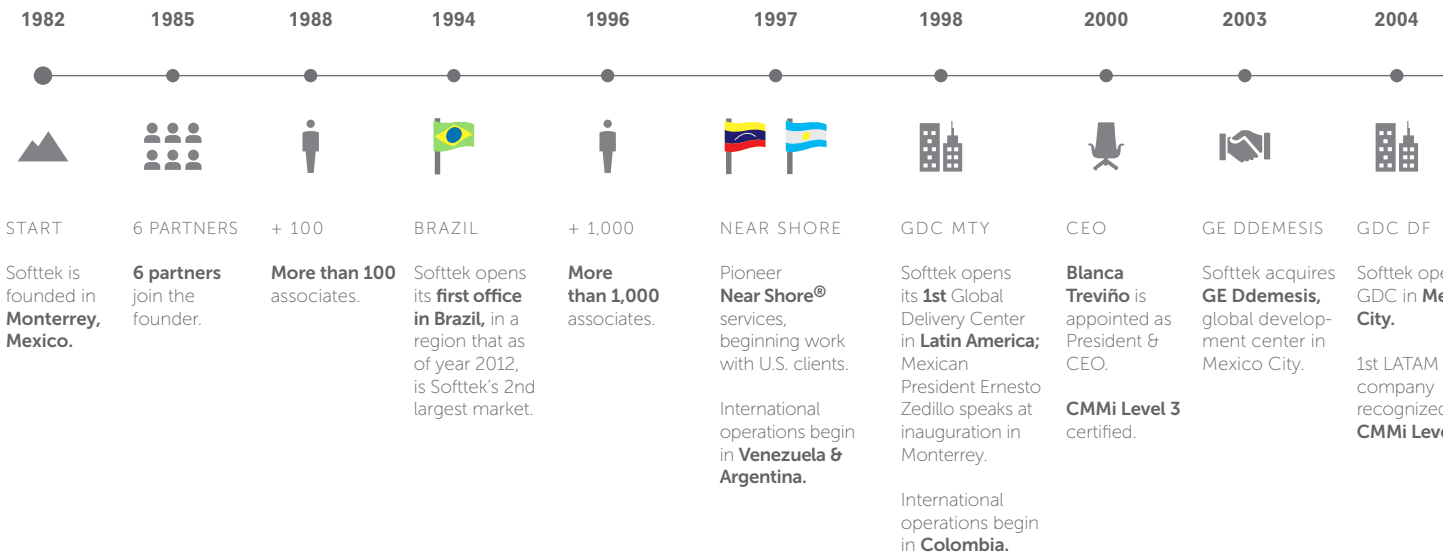 1982
1985
1988
1994
1996
1997
1998
2000
2003
2004
START
Softtek is
founded in
Monterrey,
Mexico.
6 PARTNERS
6 partners
join the
founder.
+ 100
More than 100
associates.
BRAZIL
Softtek opens
its first office
in Brazil, in a
region that as
of year 2012,
is Softtek's 2nd
largest market.
+ 1,000
More
than 1,000
associates.
NEAR SHORE
Pioneer
Near Shore®
services,
beginning work
with U.S. clients.
International
operations begin
in Venezuela &
Argentina.
GDC MTY
Softtek opens
its 1st Global
Delivery Center
in Latin America;
Mexican
President Ernesto
Zedillo speaks at
inauguration in
Monterrey.
International
operations begin
in Colombia.
CEO
Blanca
Treviño is
appointed as
President &
CEO.
CMMi Level 3
certified.
GE DDEMESIS
Softtek acquires
GE Ddemesis,
global develop-
ment center in
Mexico City.
GDC DF
Softtek
GDC in
City.
1st LATAM
company
CMMi